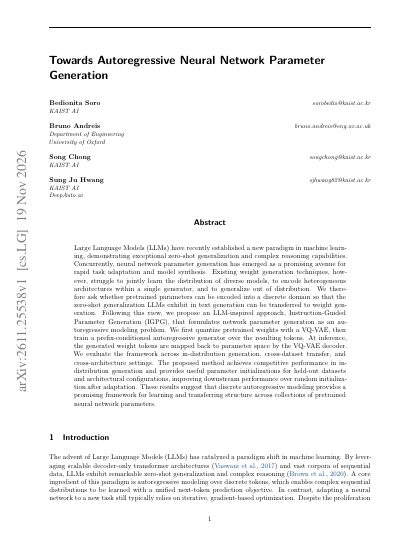 Towards Autoregressive Neural Network Parameter
Generation
Bedionita Soro sorobedio@kaist.ac.kr
KAIST AI
Bruno Andreis bruno.andreis@eng.ox.ac.uk
Department of Engineering
University of Oxford
Song Chong songchong@kaist.ac.kr
KAIST AI
Sung Ju Hwang sjhwang82@kaist.ac.kr
KAIST AI
DeepAuto.ai
arXiv:2611.25538v1 [cs.LG] 19 Nov 2026
Abstract
Large Language Models (LLMs) have recently established a new paradigm in machine learn-
ing, demonstrating exceptional zero-shot generalization and complex reasoning capabilities.
Concurrently, neural network parameter generation has emerged as a promising avenue for
rapid task adaptation and model synthesis. Existing weight generation techniques, how-
ever, struggle to jointly learn the distribution of diverse models, to encode heterogeneous
architectures within a single generator, and to generalize out of distribution. We there-
fore ask whether pretrained parameters can be encoded into a discrete domain so that the
zero-shot generalization LLMs exhibit in text generation can be transferred to weight gen-
eration. Following this view, we propose an LLM-inspired approach, Instruction-Guided
Parameter Generation (IGPG), that formulates network parameter generation as an au-
toregressive modeling problem. We first quantize pretrained weights with a VQ-VAE, then
train a prefix-conditioned autoregressive generator over the resulting tokens. At inference,
the generated weight tokens are mapped back to parameter space by the VQ-VAE decoder.
We evaluate the framework across in-distribution generation, cross-dataset transfer, and
cross-architecture settings. The proposed method achieves competitive performance in in-
distribution generation and provides useful parameter initializations for held-out datasets
and architectural configurations, improving downstream performance over random initializa-
tion after adaptation. These results suggest that discrete autoregressive modeling provides a
promising framework for learning and transferring structure across collections of pretrained
neural network parameters.
1 Introduction
The advent of Large Language Models (LLMs) has catalyzed a paradigm shift in machine learning. By lever-
aging scalable decoder-only transformer architectures (Vaswani et al., 2017) and vast corpora of sequential
data, LLMs exhibit remarkable zero-shot generalization and complex reasoning (Brown et al., 2020). A core
ingredient of this paradigm is autoregressive modeling over discrete tokens, which enables complex sequential
distributions to be learned with a unified next-token prediction objective. In contrast, adapting a neural
network to a new task still typically relies on iterative, gradient-based optimization. Despite the proliferation
1